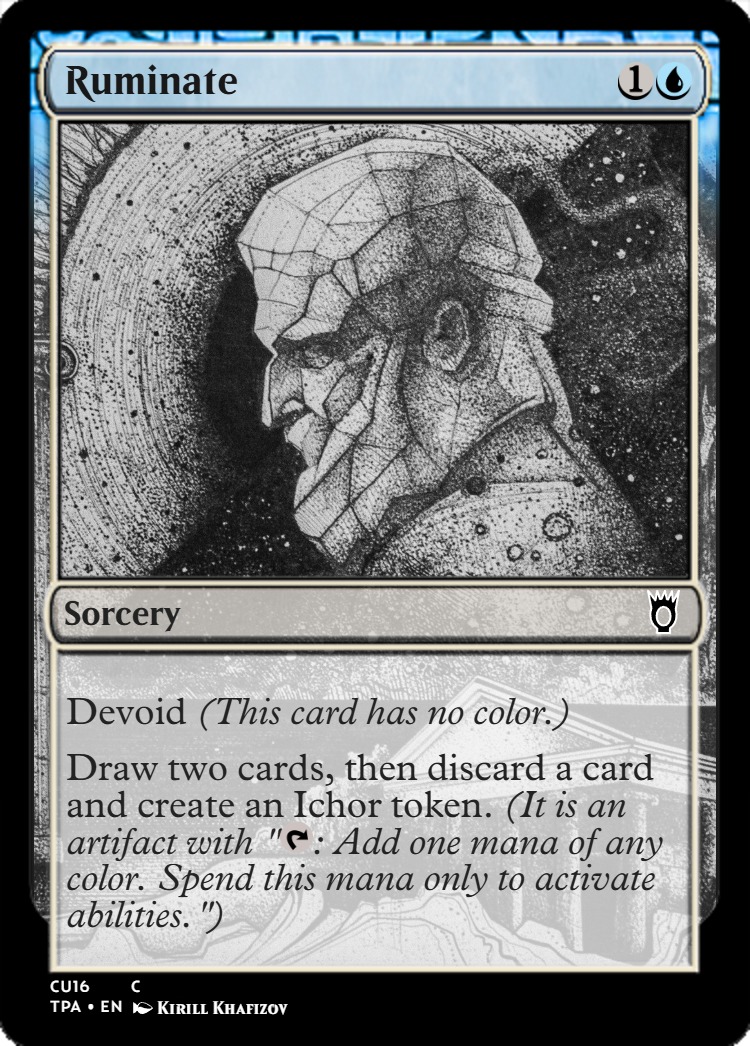 Ruminate 1
Sorcery
Devoid (This card has no color.)
Draw two cards, then discard a card
and create an Ichor token. (It is an
artifact with ": Add one mana of any
color. Spend this mana only to activate
abilities.")
CU16 C
TPA • EN KIRILL KHAFIZOV